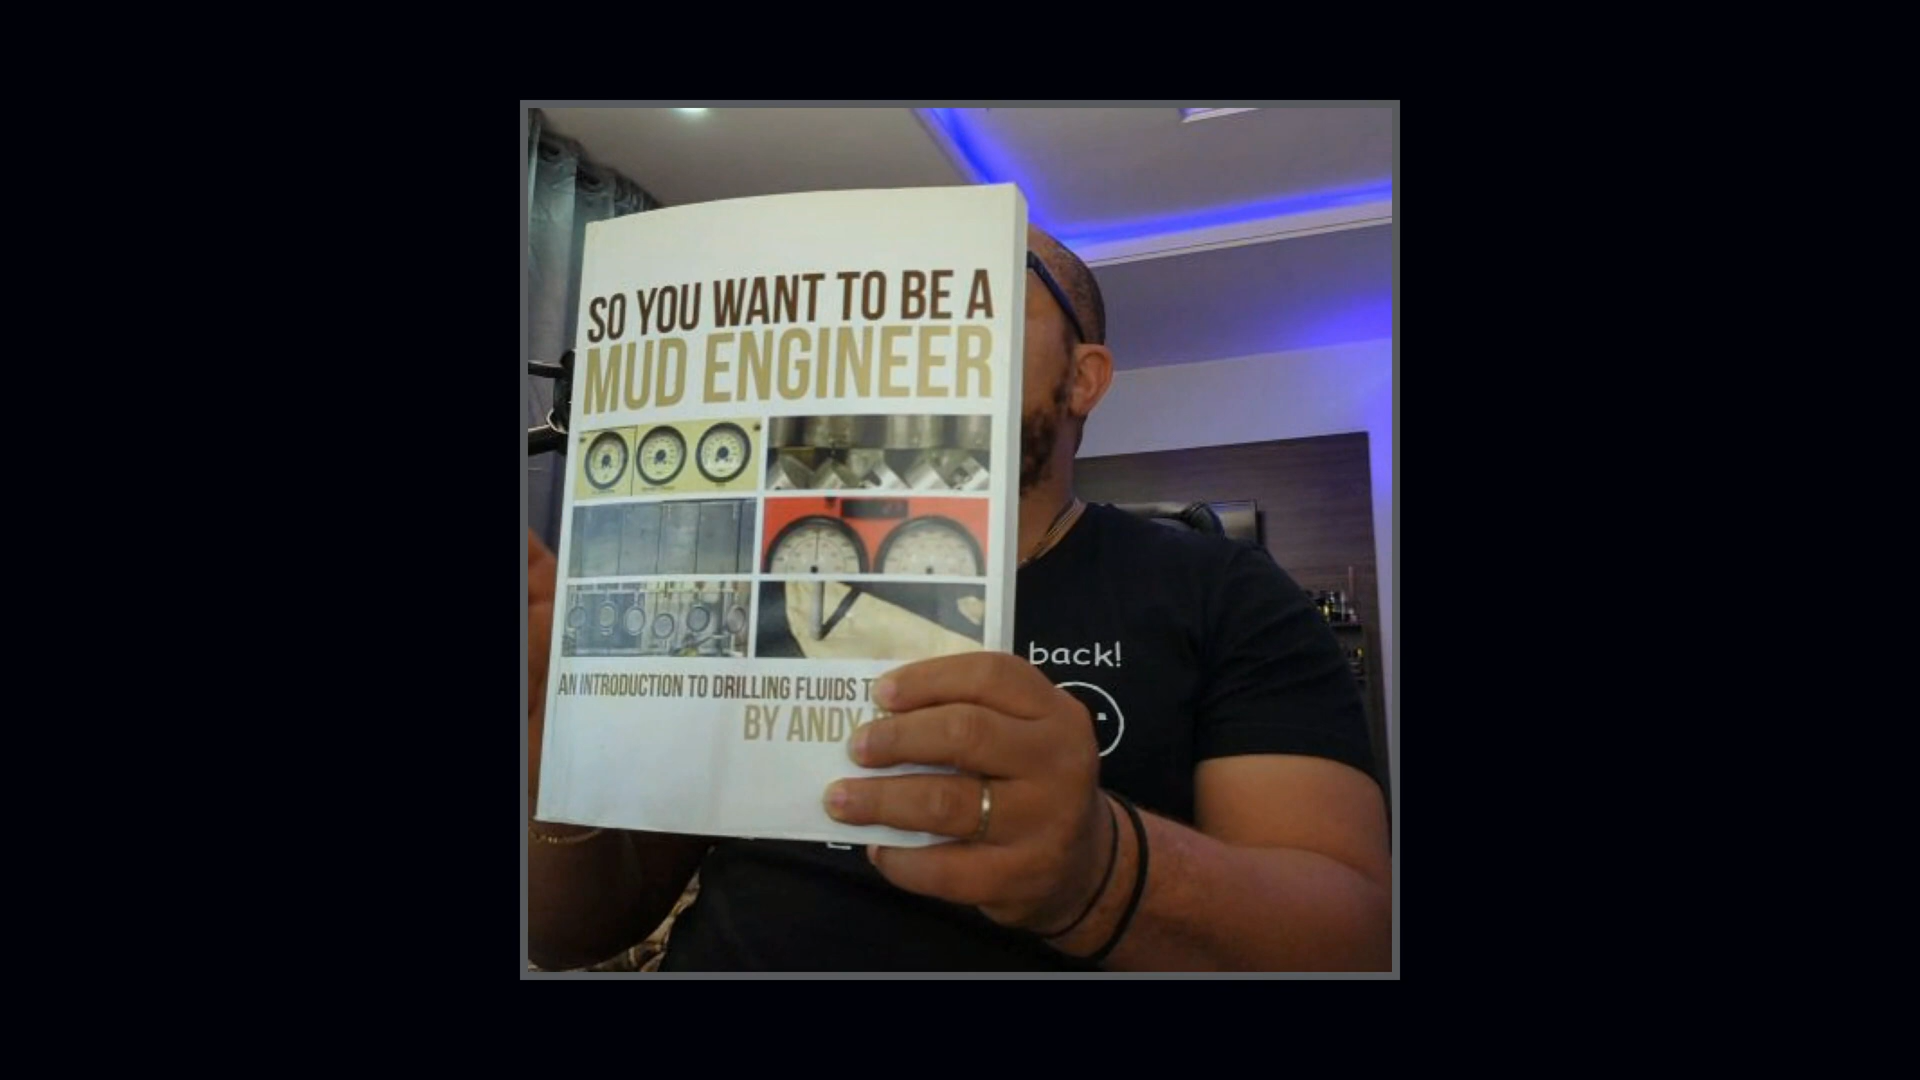 SO YOU WANT TO BE A
MUD ENGINEER
AN INTRODUCTION TO DRILLING FLUIDS
BY ANDY
back!